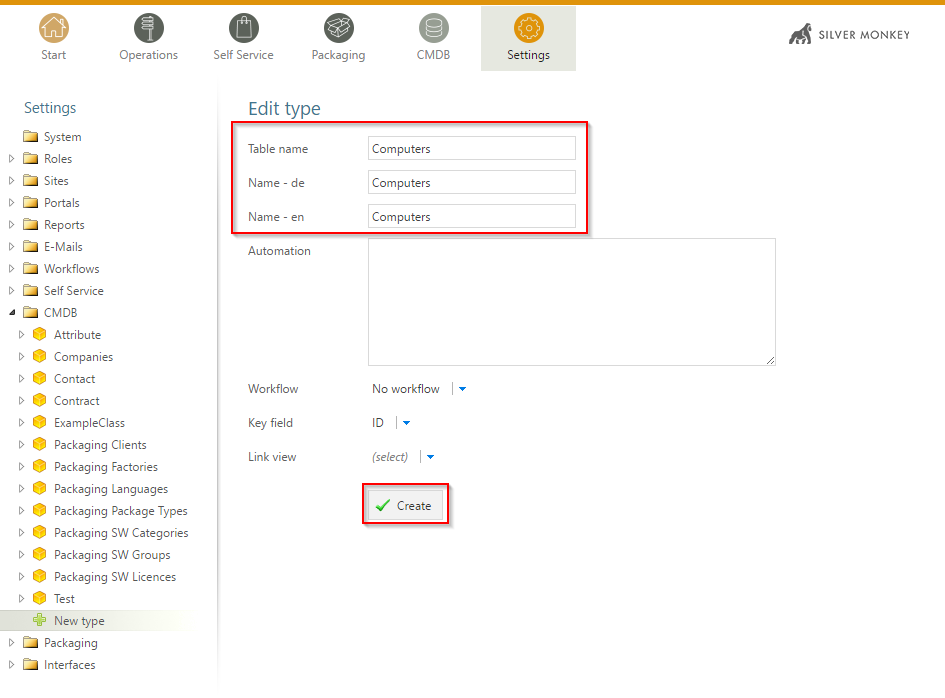 Start
Operations
Self Service
Packaging
CMDB
Settings
SILVER MONKEY
Settings
System
Roles
Sites
Portals
Reports
E-Mails
Workflows
Self Service
CMDB
Attribute
Companies
Contact
Contract
ExampleClass
Packaging Clients
Packaging Factories
Packaging Languages
Packaging Package Types
Packaging SW Categories
Packaging SW Groups
Packaging SW Licences
Test
New type
Packaging
Interfaces
Edit type
Table name Computers
Name - de Computers
Name - en Computers
Automation
Workflow No workflow
Key field ID
Link view (select)
Create